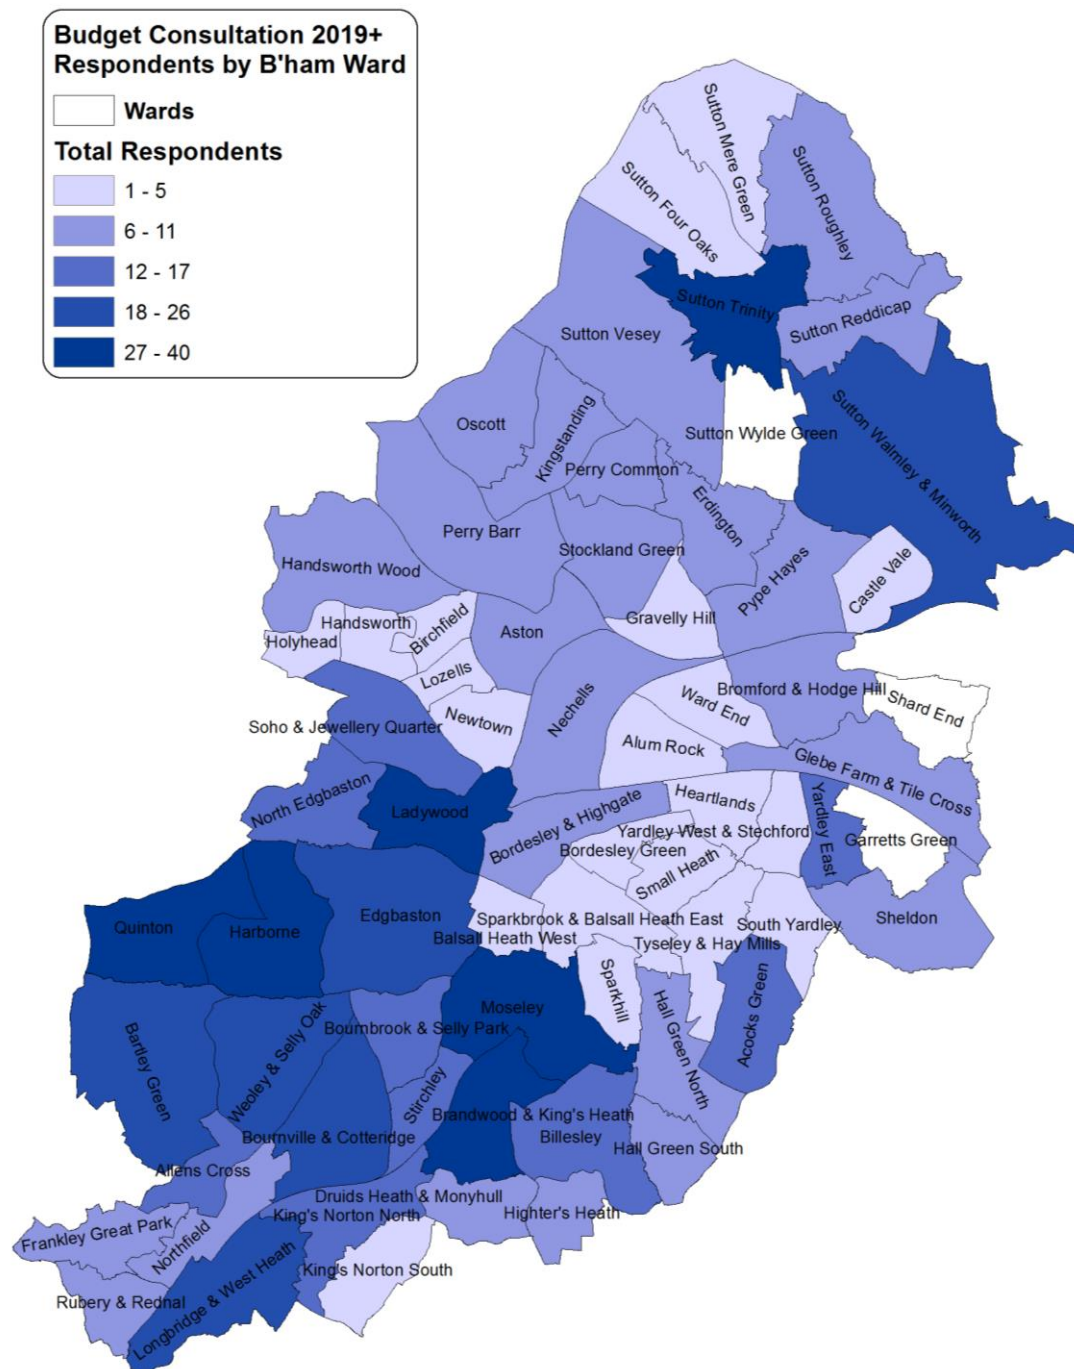 Budget Consultation 2019+
Respondents by B'ham Ward
Wards
Total Respondents
1 - 5
6 - 11
12 - 17
18 - 26
27 - 40
Sutton Mere Green
Sutton Four Oaks
Sutton Roughley
Sutton Trinity
Sutton Reddicap
Sutton Vesey
Sutton Wylde Green
Sutton Walmley & Minworth
Oscott
Kingstanding
Perry Common
Erdington
Perry Barr
Stockland Green
Pype Hayes
Castle Vale
Handsworth Wood
Handsworth
Birchfield
Holyhead
Aston
Gravelly Hill
Lozells
Newtown
Nechells
Ward End
Bromford & Hodge Hill
Shard End
Soho & Jewellery Quarter
Alum Rock
Glebe Farm & Tile Cross
North Edgbaston
Ladywood
Bordesley & Highgate
Heartlands
Yardley West & Stechford
Yardley East
Garretts Green
Bordesley Green
Small Heath
Quinton
Harborne
Edgbaston
Sparkbrook & Balsall Heath East
Balsall Heath West
Tyseley & Hay Mills
South Yardley
Sheldon
Moseley
Sparkhill
Hall Green North
Acocks Green
Bartley Green
Weoley & Selly Oak
Bournbrook & Selly Park
Stirchley
Brandwood & King's Heath
Billesley
Bournville & Cotteridge
Hall Green South
Allens Cross
Druids Heath & Monyhull
King's Norton North
Highter's Heath
Frankley Great Park
Northfield
King's Norton South
Rubery & Rednal
Longbridge & West Heath